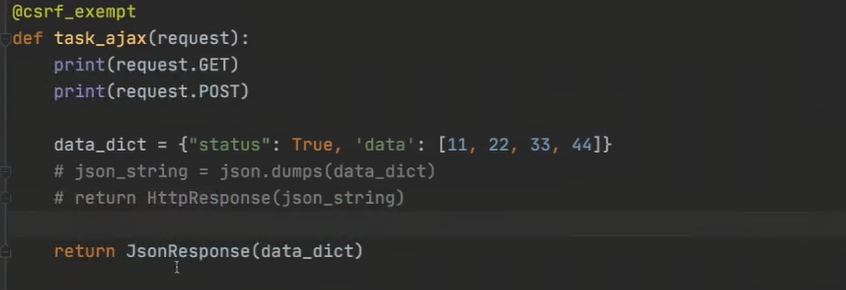 @csrf_exempt
def task_ajax(request):
    print(request.GET)
    print(request.POST)
    data_dict = {"status": True, 'data': [11, 22, 33, 44]}
    # json_string = json.dumps(data_dict)
    # return HttpResponse(json_string)
    return JsonResponse(data_dict)